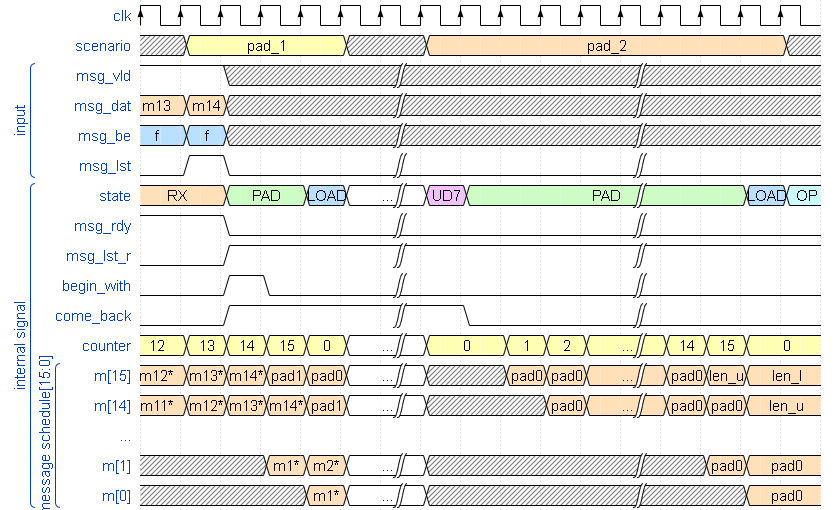 clk
scenario pad_1 pad_2
input
msg_vld
msg_dat m13 m14
msg_be f f
msg_lst
internal signal
state RX PAD LOAD ... UD7 PAD LOAD OP
msg_rdy
msg_lst_r
begin_with
come_back
counter 12 13 14 15 0 ... 0 1 2 ... 14 15 0
message schedule[15:0]
m[15] m12* m13* m14* pad1 pad0 ... pad0 pad0 ... pad0 len_u len_l
m[14] m11* m12* m13* m14* pad1 ... pad0 ... pad0 pad0 len_u
...
m[1] m1* m2* ... pad0 pad0
m[0] m1* ... pad0